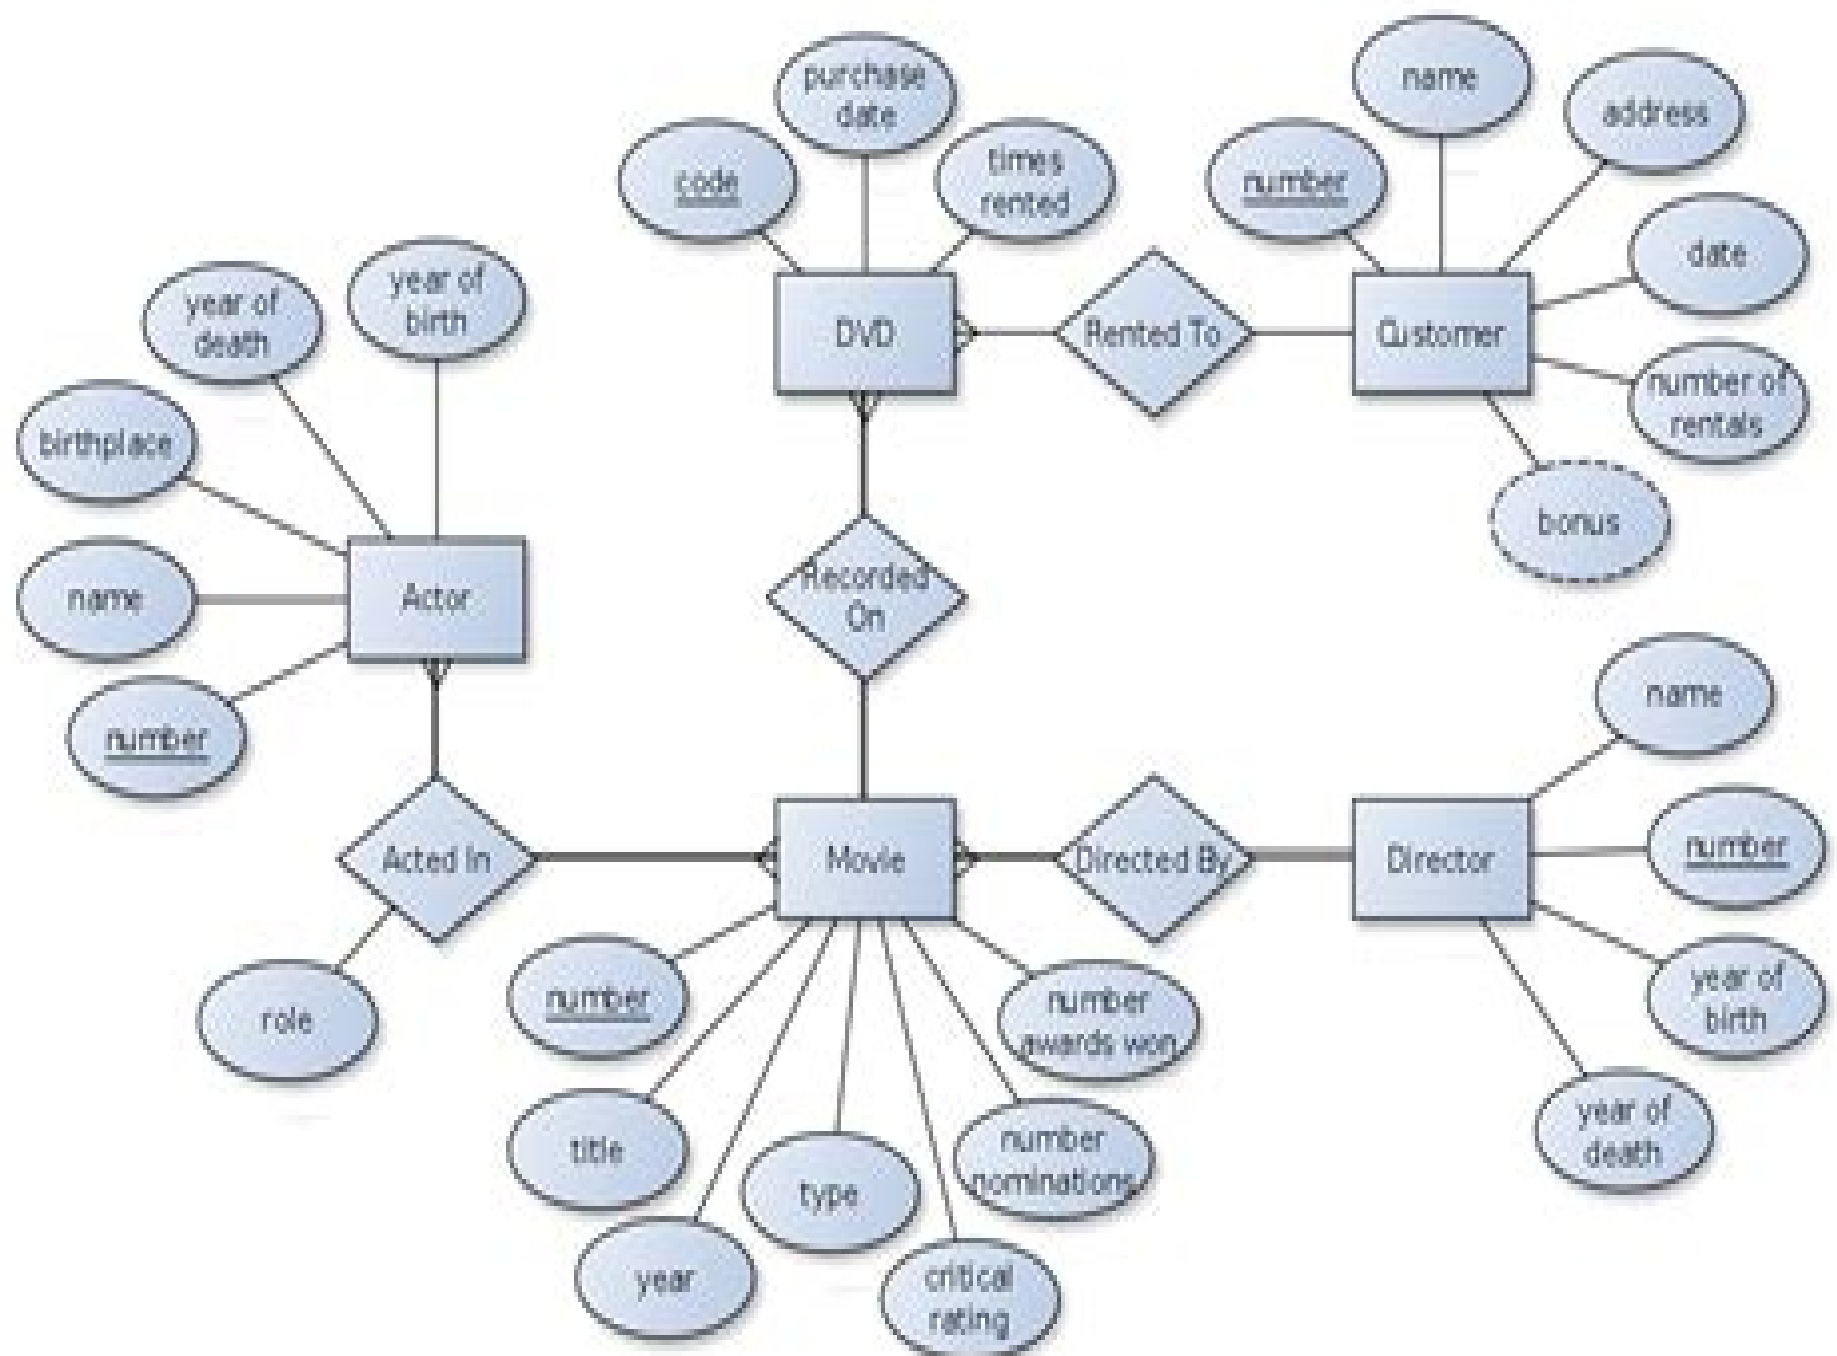 purchase
date
name
address
code
times
rented
number
date
year of
birth
year of
death
DVD
Rented To
Customer
number of
rentals
birthplace
bonus
name
Actor
Recorded
On
name
number
Acted In
Movie
Directed By
Director
number
role
number
number
awards won
year of
birth
title
type
number
nominations
year of
death
year
critical
rating